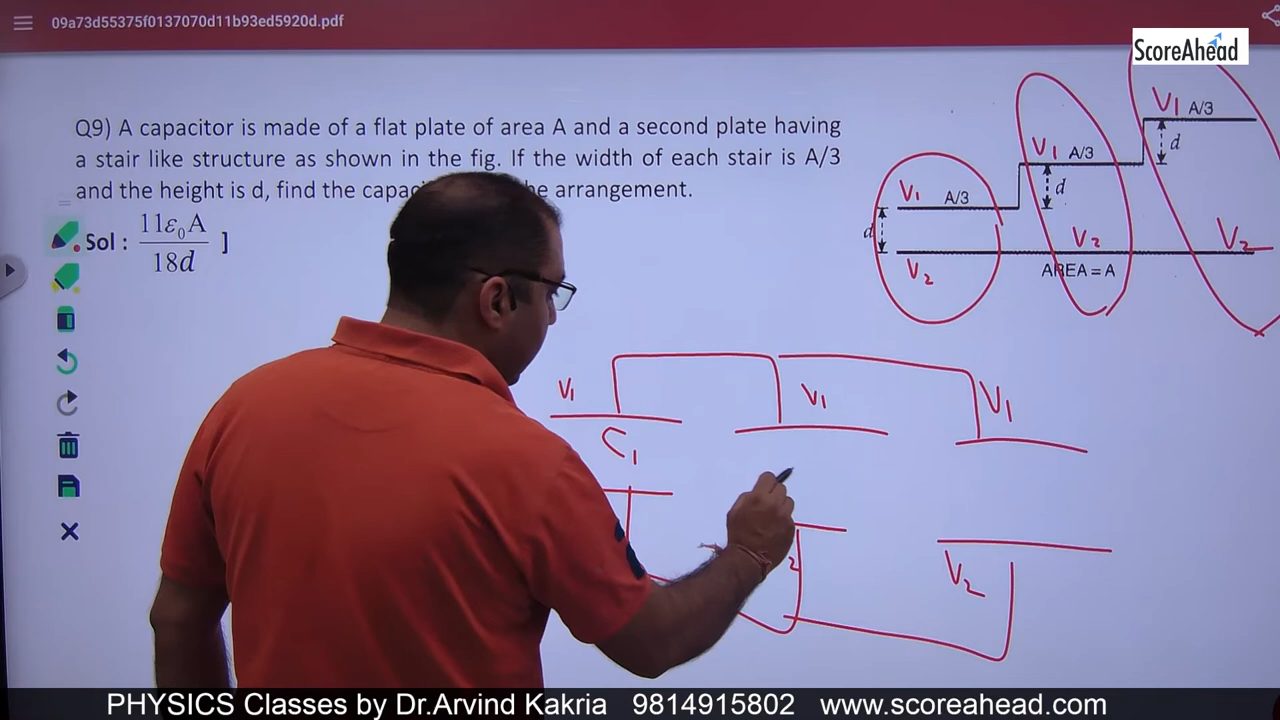 09a73d55375f0137070d11b93ed5920d.pdf
ScoreAhead
Q9) A capacitor is made of a flat plate of area A and a second plate having
a stair like structure as shown in the fig. If the width of each stair is A/3
and the height is d, find the capa he arrangement.
Sol : 11ε₀A / 18d ]
V1 A/3
d
V1 A/3
d
V1 A/3
d
V2
V2
V2
AREA = A
V1
V1
V1
C1
2
V2
PHYSICS Classes by Dr.Arvind Kakria 9814915802 www.scoreahead.com